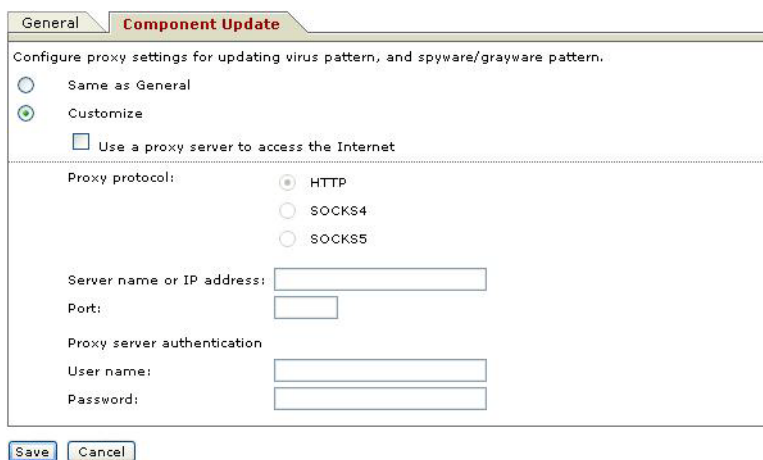 General Component Update
Configure proxy settings for updating virus pattern, and spyware/grayware pattern.
Same as General
Customize
Use a proxy server to access the Internet
Proxy protocol: HTTP
SOCKS4
SOCKS5
Server name or IP address:
Port:
Proxy server authentication
User name:
Password:
Save Cancel